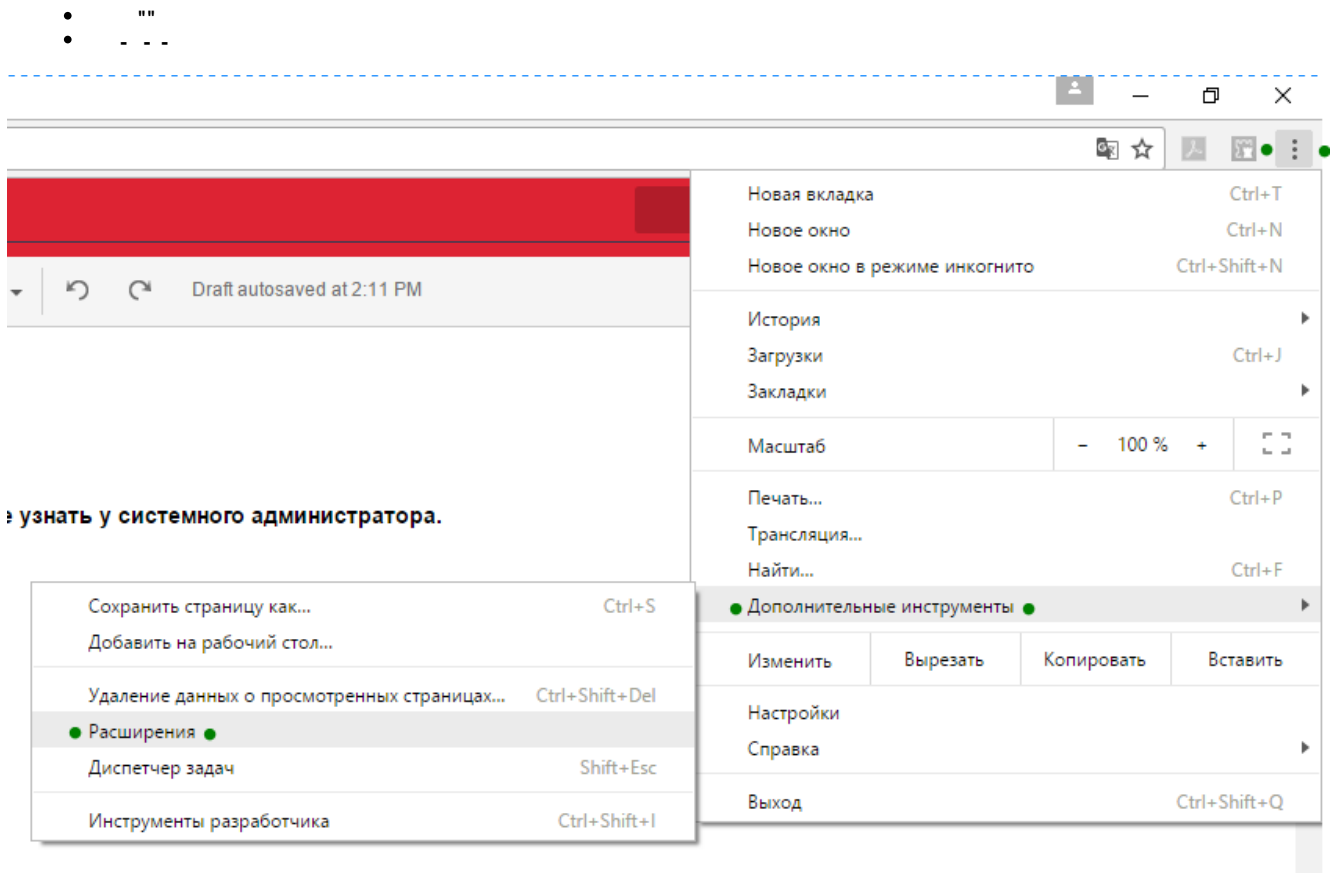 • ""
• - - -
Draft autosaved at 2:11 PM
е узнать у системного администратора.
Новая вкладка Ctrl+T
Новое окно Ctrl+N
Новое окно в режиме инкогнито Ctrl+Shift+N
История
Загрузки Ctrl+J
Закладки
Масштаб - 100 % +
Печать... Ctrl+P
Трансляция...
Найти... Ctrl+F
Дополнительные инструменты
Изменить Вырезать Копировать Вставить
Настройки
Справка
Выход Ctrl+Shift+Q
Сохранить страницу как... Ctrl+S
Добавить на рабочий стол...
Удаление данных о просмотренных страницах... Ctrl+Shift+Del
Расширения
Диспетчер задач Shift+Esc
Инструменты разработчика Ctrl+Shift+I